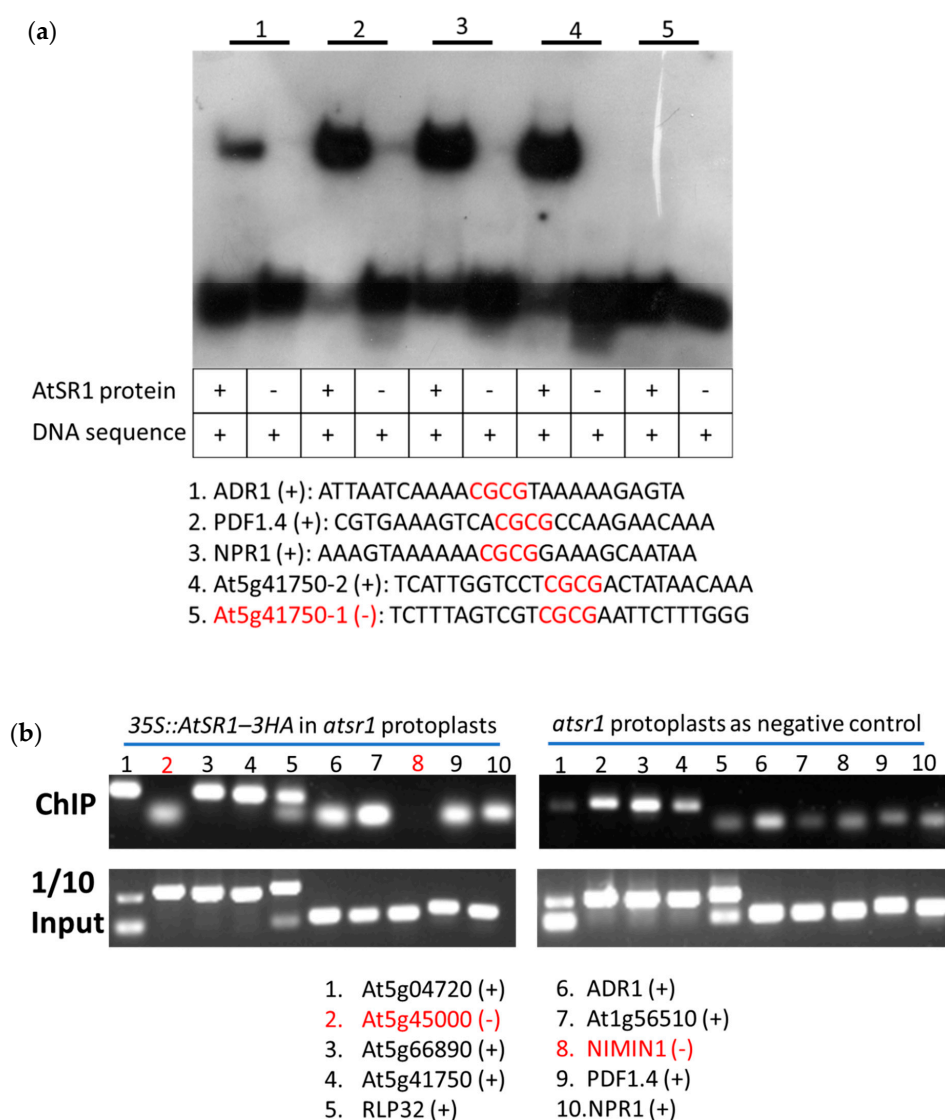 (a)
1 2 3 4 5
AtSR1 protein + - + - + - + - + -
DNA sequence + + + + + + + + + +
1. ADR1 (+): ATTAATCAAAACGCGTAAAAAGAGTA
2. PDF1.4 (+): CGTGAAAGTCACGCGCCAAGAACAAA
3. NPR1 (+): AAAGTAAAAAACGCGGAAAGCAATAA
4. At5g41750-2 (+): TCATTGGTCCTCGCGACTATAACAAA
5. At5g41750-1 (-): TCTTTAGTCGTCGCGAATTCTTTGGG
(b)
35S::AtSR1–3HA in atsr1 protoplasts
atsr1 protoplasts as negative control
1 2 3 4 5 6 7 8 9 10
1 2 3 4 5 6 7 8 9 10
ChIP
1/10
Input
1. At5g04720 (+)
2. At5g45000 (-)
3. At5g66890 (+)
4. At5g41750 (+)
5. RLP32 (+)
6. ADR1 (+)
7. At1g56510 (+)
8. NIMIN1 (-)
9. PDF1.4 (+)
10.NPR1 (+)